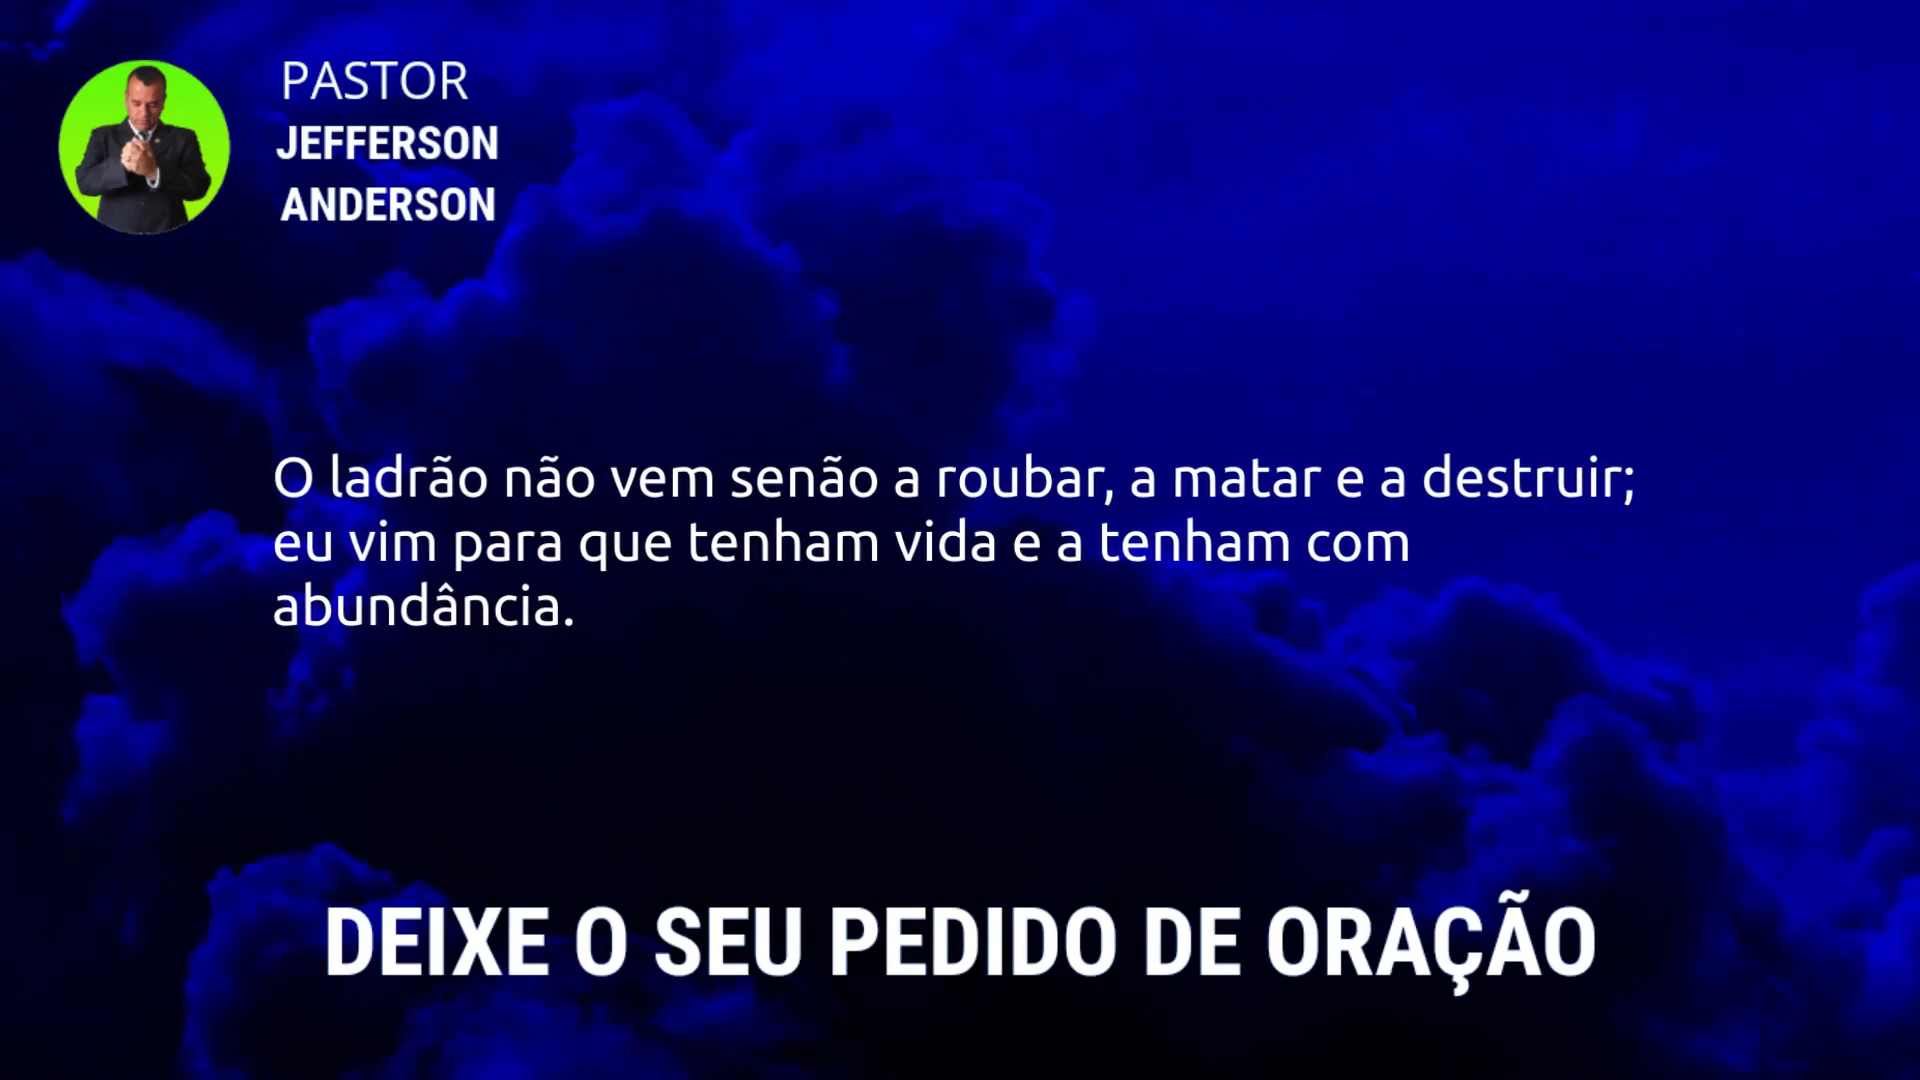 PASTOR
JEFFERSON
ANDERSON
O ladrão não vem senão a roubar, a matar e a destruir;
eu vim para que tenham vida e a tenham com
abundância.
DEIXE O SEU PEDIDO DE ORAÇÃO